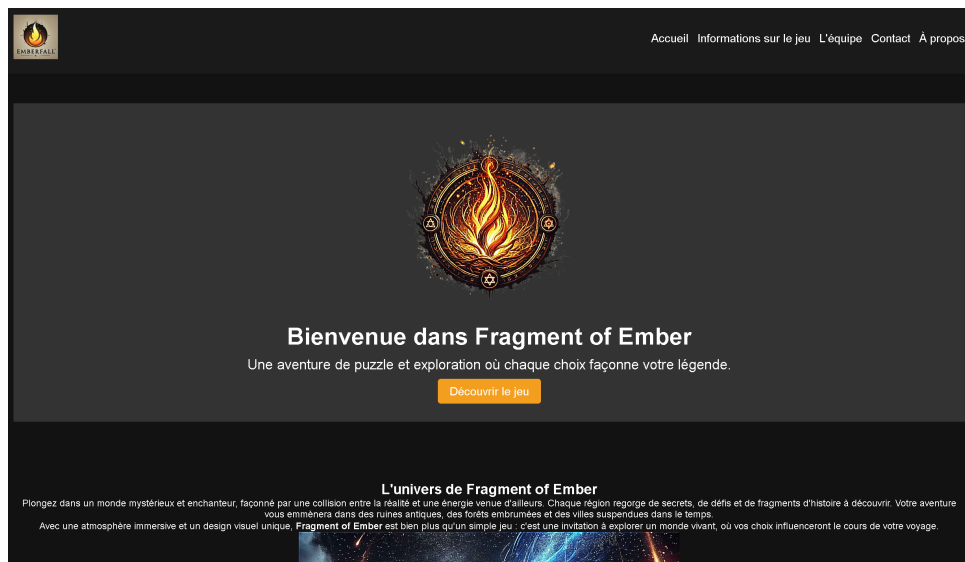 EMBERFALL
Accueil Informations sur le jeu L'équipe Contact À propos
Bienvenue dans Fragment of Ember
Une aventure de puzzle et exploration où chaque choix façonne votre légende.
Découvrir le jeu
L'univers de Fragment of Ember
Plongez dans un monde mystérieux et enchanteur, façonné par une collision entre la réalité et une énergie venue d'ailleurs. Chaque région regorge de secrets, de défis et de fragments d'histoire à découvrir. Votre aventure
vous emmènera dans des ruines antiques, des forêts embrumées et des villes suspendues dans le temps.
Avec une atmosphère immersive et un design visuel unique, Fragment of Ember est bien plus qu'un simple jeu : c'est une invitation à explorer un monde vivant, où vos choix influenceront le cours de votre voyage.